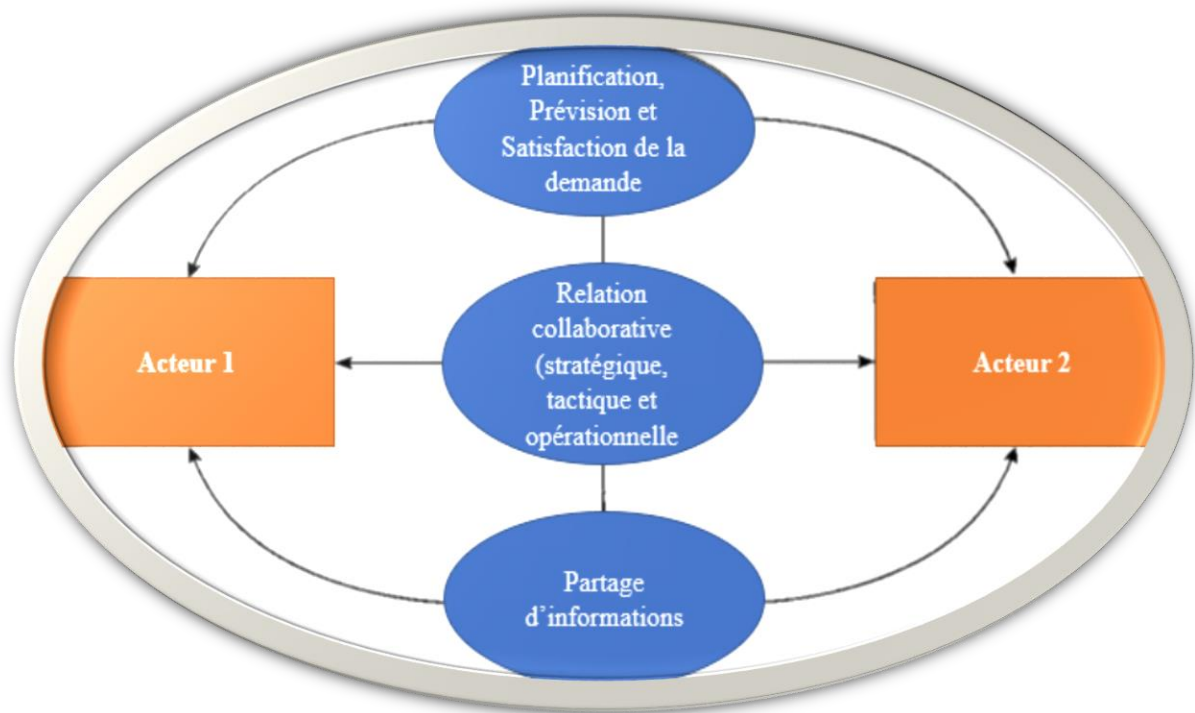 Planification,
Prévision et
Satisfaction de la
demande
Acteur 1
Relation
collaborative
(stratégique,
tactique et
opérationnelle
Acteur 2
Partage
d’informations